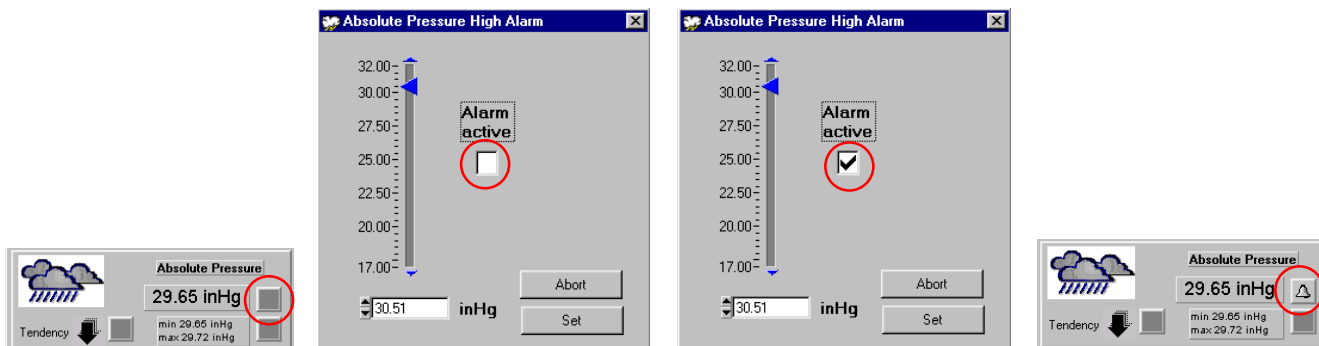 Absolute Pressure
29.65 inHg
Tendency
min 29.65 inHg
max 29.72 inHg
Absolute Pressure High Alarm
32.00
30.00
27.50
25.00
22.50
20.00
17.00
Alarm
active
30.51 inHg
Abort
Set
Absolute Pressure High Alarm
32.00
30.00
27.50
25.00
22.50
20.00
17.00
Alarm
active
30.51 inHg
Abort
Set
Absolute Pressure
29.65 inHg
Tendency
min 29.65 inHg
max 29.72 inHg